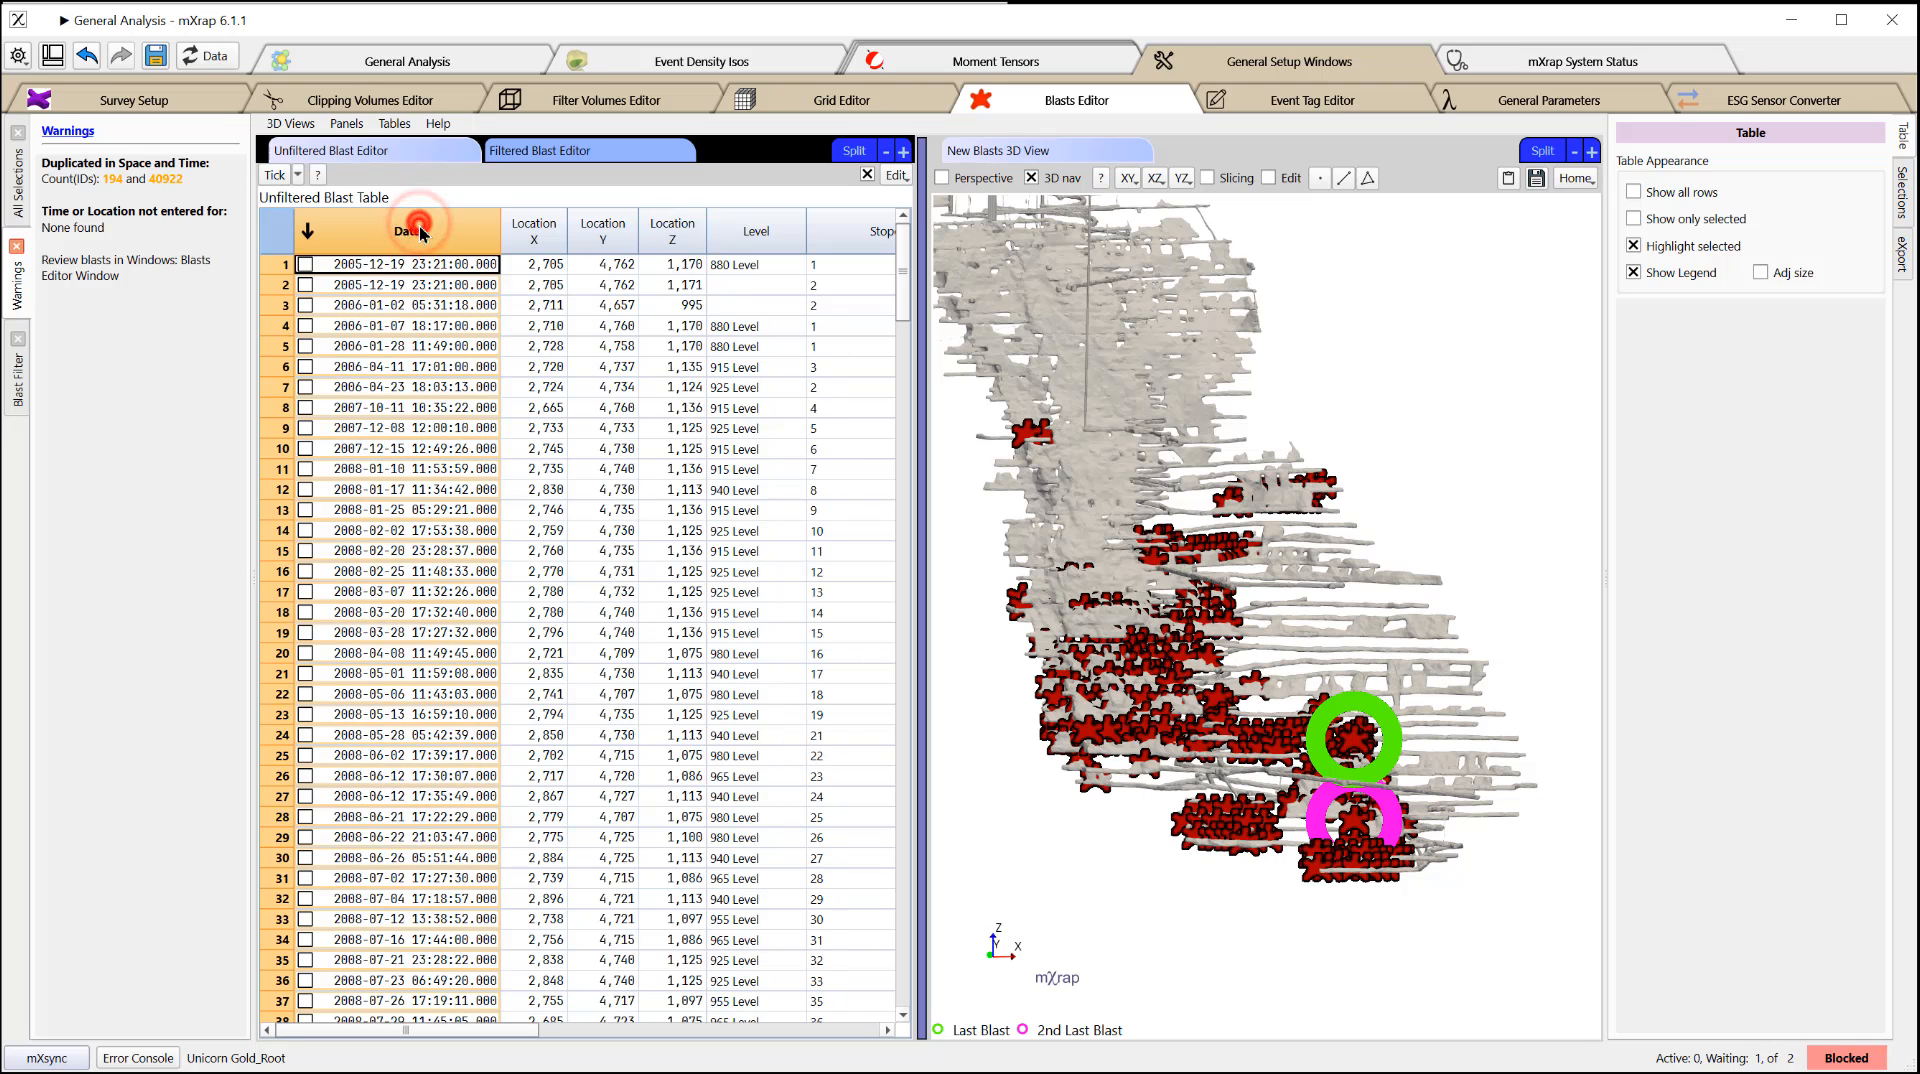 General Analysis - mXrap 6.1.1
Data
General Analysis
Event Density Isos
Moment Tensors
General Setup Windows
mXrap System Status
Survey Setup
Clipping Volumes Editor
Filter Volumes Editor
Grid Editor
Blasts Editor
Event Tag Editor
General Parameters
ESG Sensor Converter
All Selections
Warnings
Blast Filter
Warnings
Duplicated in Space and Time:
Count(IDs): 194 and 40922
Time or Location not entered for:
None found
Review blasts in Windows: Blasts
Editor Window
3D Views Panels Tables Help
Unfiltered Blast Editor
Filtered Blast Editor
Split - +
Tick ? Edit
Unfiltered Blast Table
Date Location X Location Y Location Z Level Stop
1 2005-12-19 23:21:00.000 2,705 4,762 1,170 880 Level 1
2 2005-12-19 23:21:00.000 2,705 4,762 1,171 2
3 2006-01-02 05:31:18.000 2,711 4,657 995 2
4 2006-01-07 18:17:00.000 2,710 4,760 1,170 880 Level 1
5 2006-01-28 11:49:00.000 2,728 4,758 1,170 880 Level 1
6 2006-04-11 17:01:00.000 2,720 4,737 1,135 915 Level 3
7 2006-04-23 18:03:13.000 2,724 4,734 1,124 925 Level 2
8 2007-10-11 10:35:22.000 2,665 4,760 1,136 915 Level 4
9 2007-12-08 12:00:10.000 2,733 4,733 1,125 925 Level 5
10 2007-12-15 12:49:26.000 2,745 4,730 1,125 915 Level 6
11 2008-01-10 11:53:59.000 2,735 4,740 1,136 915 Level 7
12 2008-01-17 11:34:42.000 2,830 4,730 1,113 940 Level 8
13 2008-01-25 05:29:21.000 2,746 4,735 1,136 915 Level 9
14 2008-02-02 17:53:38.000 2,759 4,730 1,125 925 Level 10
15 2008-02-20 23:28:37.000 2,760 4,735 1,136 915 Level 11
16 2008-02-25 11:48:33.000 2,770 4,731 1,125 925 Level 12
17 2008-03-07 11:32:26.000 2,780 4,732 1,125 925 Level 13
18 2008-03-20 17:32:40.000 2,780 4,740 1,136 915 Level 14
19 2008-03-28 17:27:32.000 2,796 4,740 1,136 915 Level 15
20 2008-04-08 11:49:45.000 2,721 4,709 1,075 980 Level 16
21 2008-05-01 11:59:08.000 2,835 4,730 1,113 940 Level 17
22 2008-05-06 11:43:03.000 2,741 4,707 1,075 980 Level 18
23 2008-05-13 16:59:10.000 2,794 4,735 1,125 925 Level 19
24 2008-05-28 05:42:39.000 2,850 4,730 1,113 940 Level 21
25 2008-06-02 17:39:17.000 2,702 4,715 1,075 980 Level 22
26 2008-06-12 17:30:07.000 2,717 4,720 1,086 965 Level 23
27 2008-06-12 17:35:49.000 2,867 4,727 1,113 940 Level 24
28 2008-06-21 17:22:29.000 2,779 4,707 1,075 980 Level 25
29 2008-06-22 21:03:47.000 2,775 4,725 1,100 980 Level 26
30 2008-06-26 05:51:44.000 2,884 4,725 1,113 940 Level 27
31 2008-07-02 17:27:30.000 2,739 4,715 1,086 965 Level 28
32 2008-07-04 17:18:57.000 2,896 4,721 1,113 940 Level 29
33 2008-07-12 13:38:52.000 2,738 4,721 1,097 955 Level 30
34 2008-07-16 17:44:00.000 2,756 4,715 1,086 965 Level 31
35 2008-07-21 23:28:22.000 2,838 4,740 1,125 925 Level 32
36 2008-07-23 06:49:20.000 2,848 4,740 1,125 925 Level 33
37 2008-07-26 17:19:11.000 2,755 4,717 1,097 955 Level 35
38 2008-07-29 11:45:05.000 2,685 4,723 1,075 965 Level 36
New Blasts 3D View
Split - +
Perspective 3D nav ? XY XZ YZ Slicing Edit Home
Z
Y X
mXrap
Last Blast 2nd Last Blast
Table
Table Appearance
Show all rows
Show only selected
Highlight selected
Show Legend Adj size
Table
Selections
eXport
mXsync Error Console Unicorn Gold_Root
Active: 0, Waiting: 1, of 2 Blocked